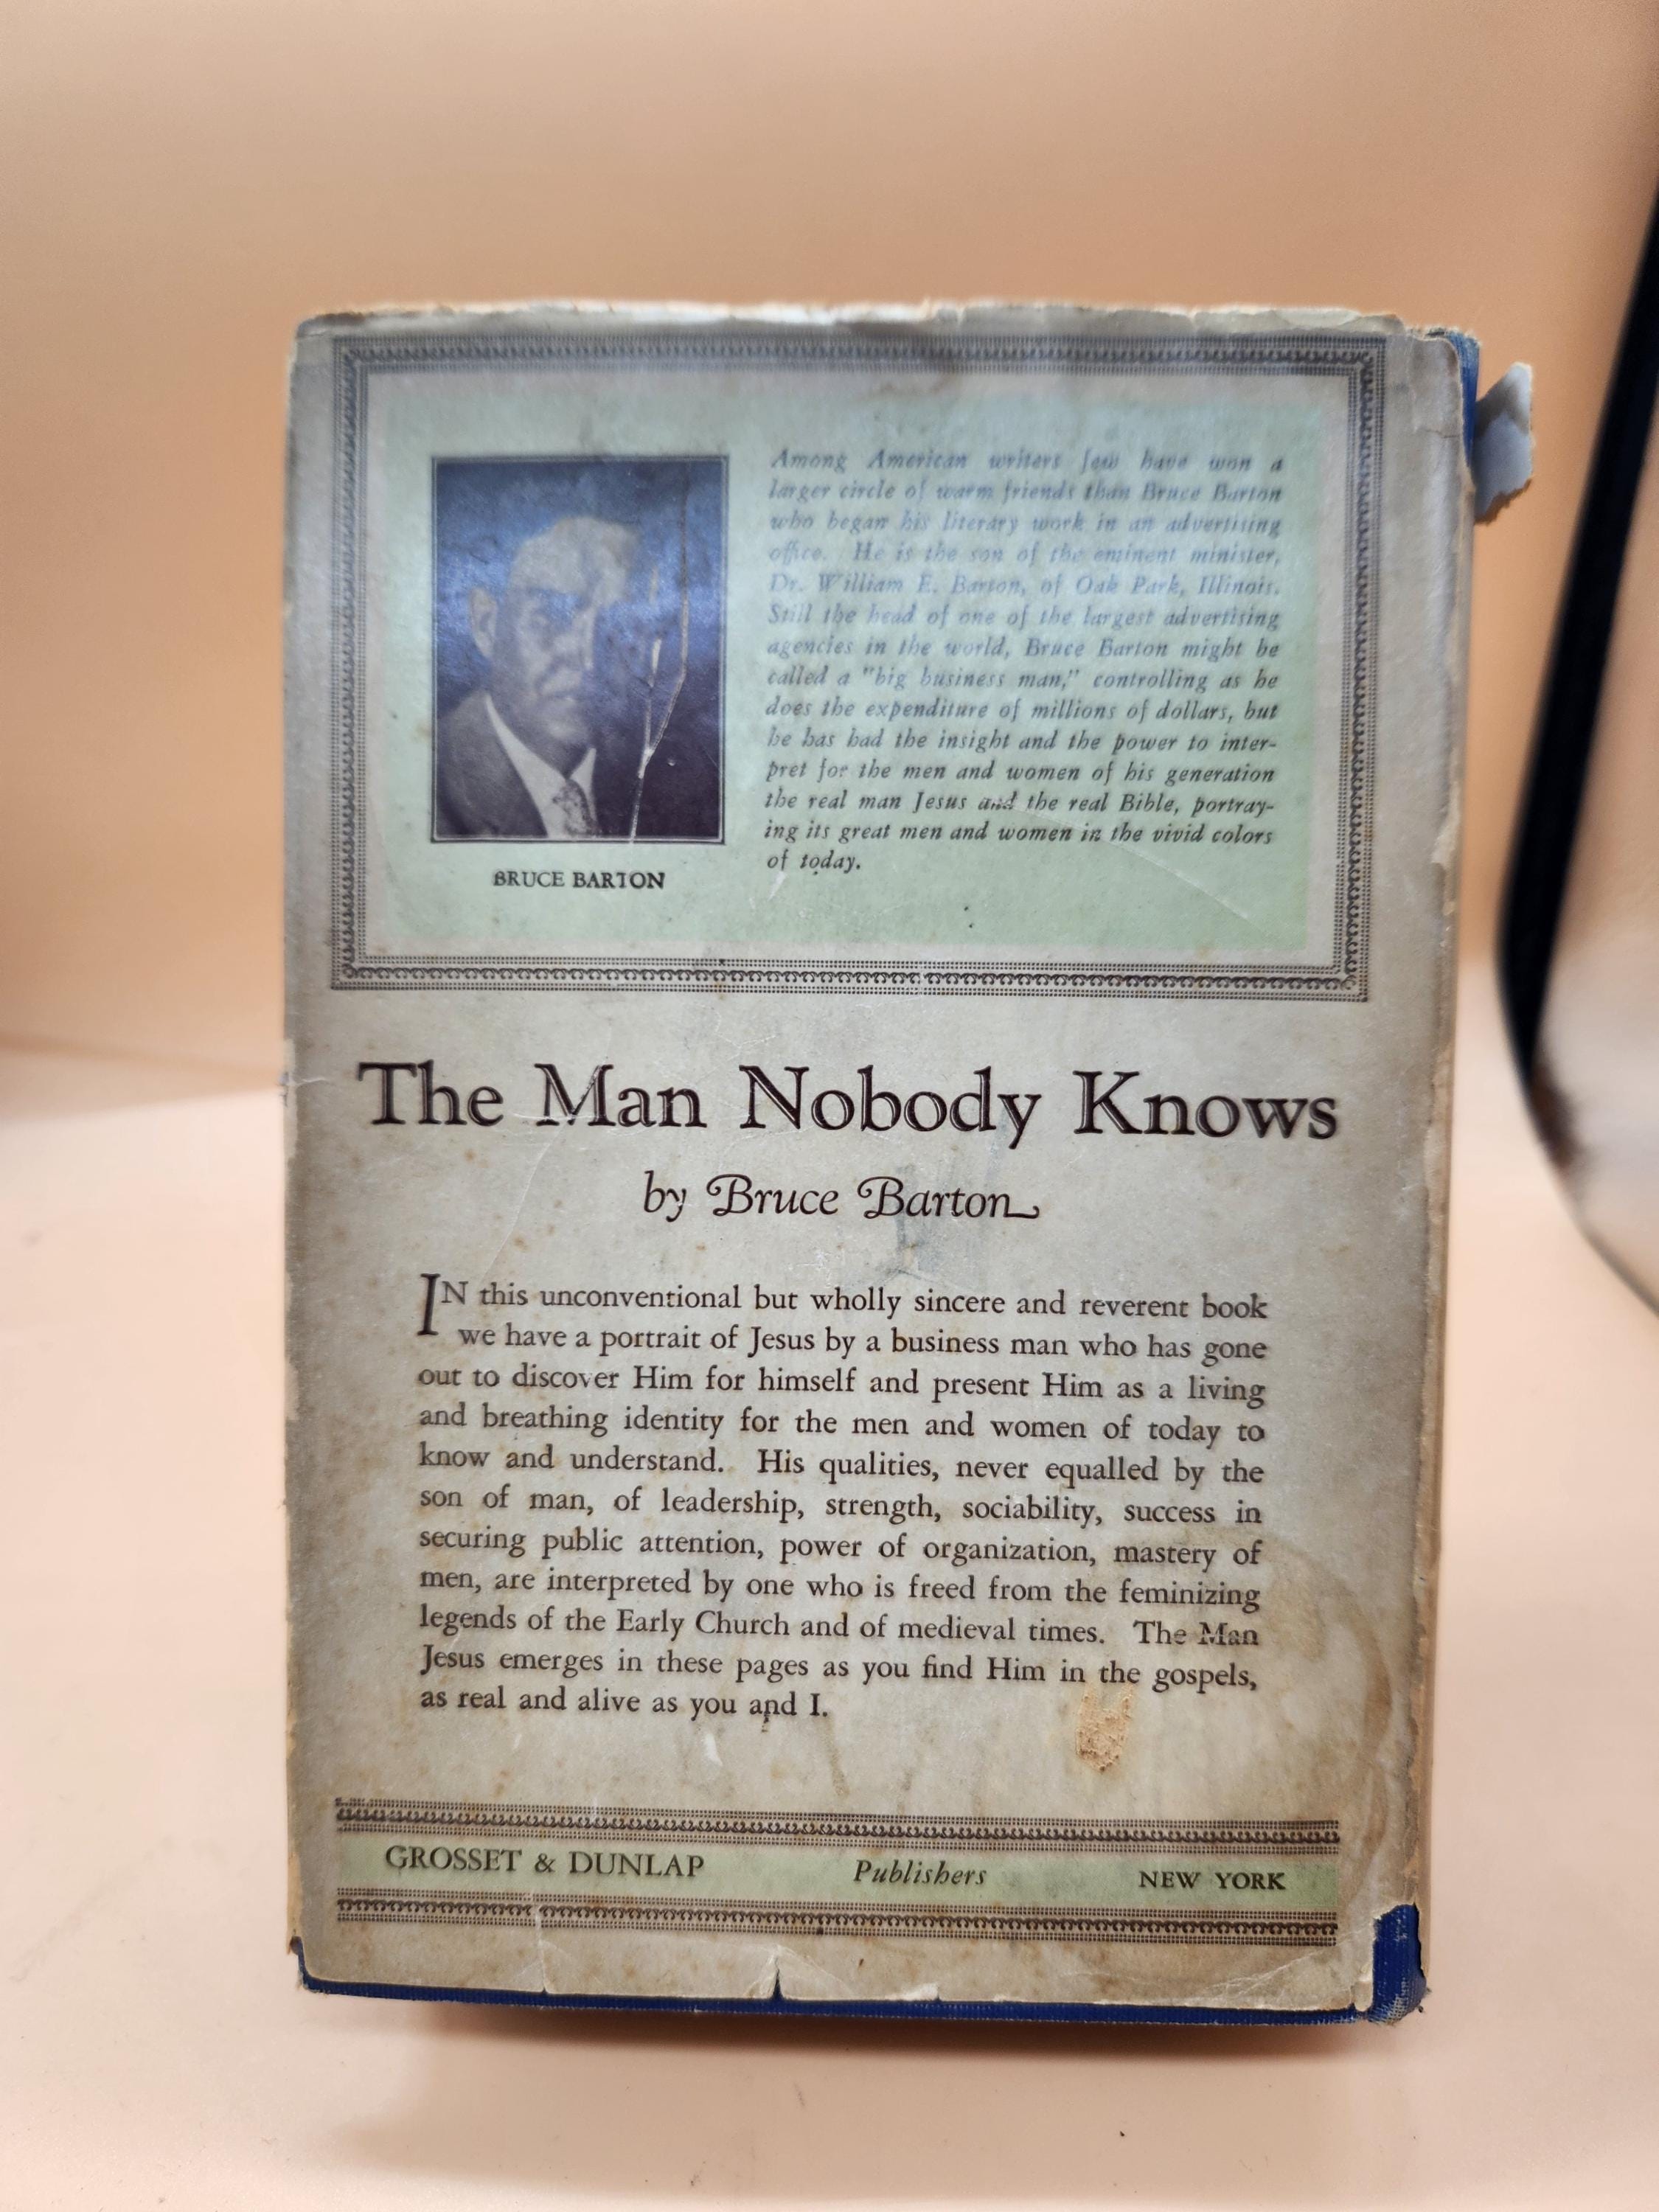 Among American writers few have won a
larger circle of warm friends than Bruce Barton
who began his literary work in an advertising
office. He is the son of the eminent minister,
Dr. William E. Barton, of Oak Park, Illinois.
Still the head of one of the largest advertising
agencies in the world, Bruce Barton might be
called a "big business man," controlling as he
does the expenditure of millions of dollars, but
he has had the insight and the power to inter-
pret for the men and women of his generation
the real man Jesus and the real Bible, portray-
ing its great men and women in the vivid colors
of today.
BRUCE BARTON
The Man Nobody Knows
by Bruce Barton
IN this unconventional but wholly sincere and reverent book
we have a portrait of Jesus by a business man who has gone
out to discover Him for himself and present Him as a living
and breathing identity for the men and women of today to
know and understand. His qualities, never equalled by the
son of man, of leadership, strength, sociability, success in
securing public attention, power of organization, mastery of
men, are interpreted by one who is freed from the feminizing
legends of the Early Church and of medieval times. The Man
Jesus emerges in these pages as you find Him in the gospels,
as real and alive as you and I.
GROSSET & DUNLAP Publishers NEW YORK